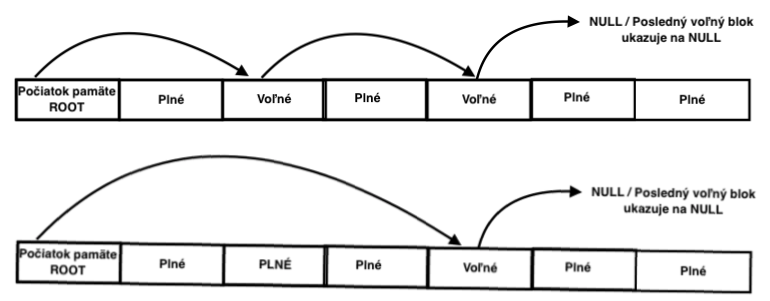 NULL / Posledný voľný blok
ukazuje na NULL
Počiatok pamäte
ROOT
Plné
Voľné
Plné
Voľné
Plné
Plné
NULL / Posledný voľný blok
ukazuje na NULL
Počiatok pamäte
ROOT
Plné
PLNÉ
Plné
Voľné
Plné
Plné